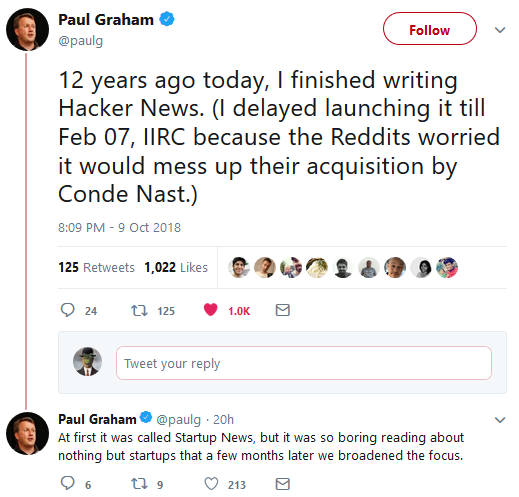 Paul Graham
@paulg
Follow
12 years ago today, I finished writing
Hacker News. (I delayed launching it till
Feb 07, IIRC because the Reddits worried
it would mess up their acquisition by
Conde Nast.)
8:09 PM - 9 Oct 2018
125 Retweets 1,022 Likes
24 125 1.0K
Tweet your reply
Paul Graham @paulg · 20h
At first it was called Startup News, but it was so boring reading about
nothing but startups that a few months later we broadened the focus.
6 9 213